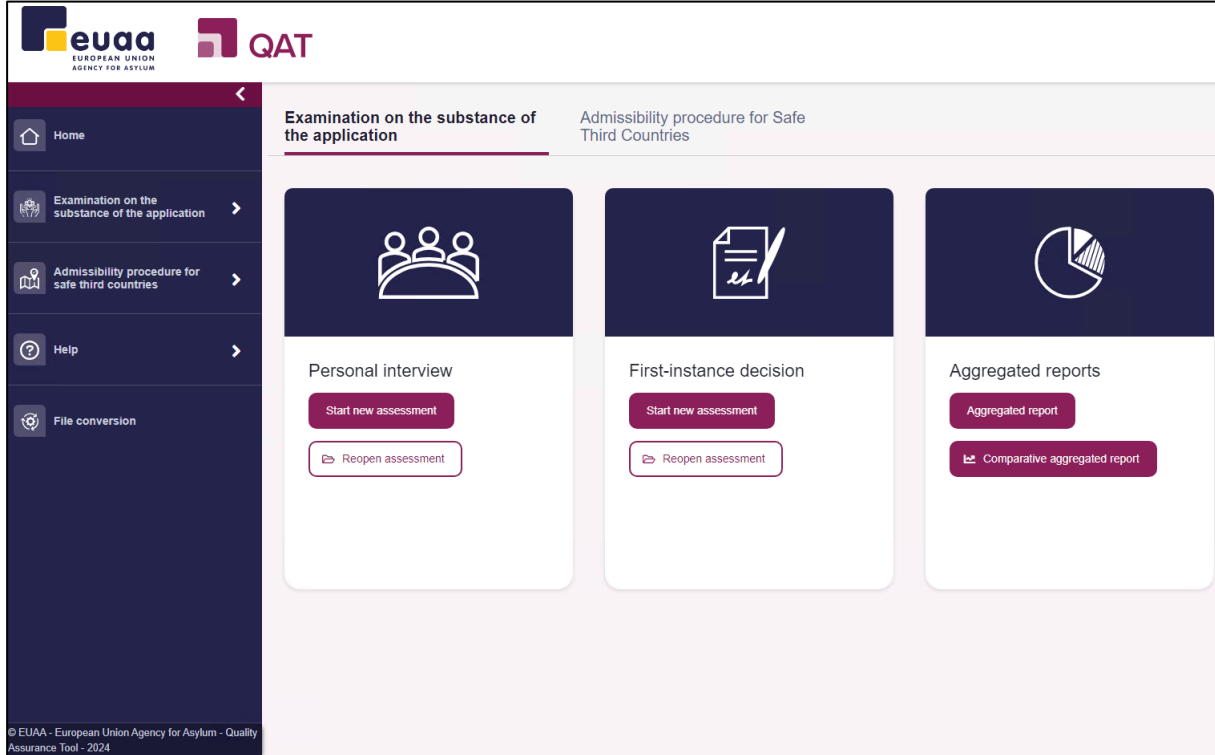 euaa
EUROPEAN UNION
AGENCY FOR ASYLUM
QAT
Home
Examination on the
substance of the application
Admissibility procedure for
safe third countries
Help
File conversion
© EUAA - European Union Agency for Asylum - Quality
Assurance Tool - 2024
Examination on the substance of
the application
Admissibility procedure for Safe
Third Countries
Personal interview
Start new assessment
Reopen assessment
First-instance decision
Start new assessment
Reopen assessment
Aggregated reports
Aggregated report
Comparative aggregated report